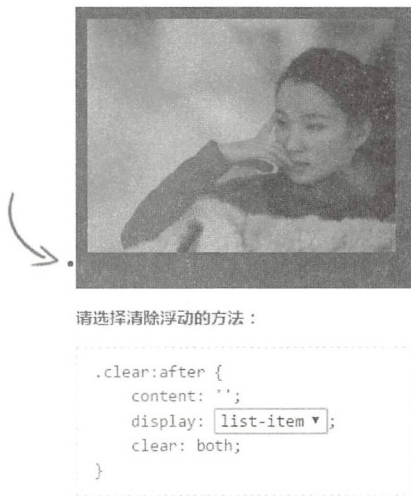 请选择清除浮动的方法：
.clear:after {
content: '';
display: list-item ▼;
clear: both;
}